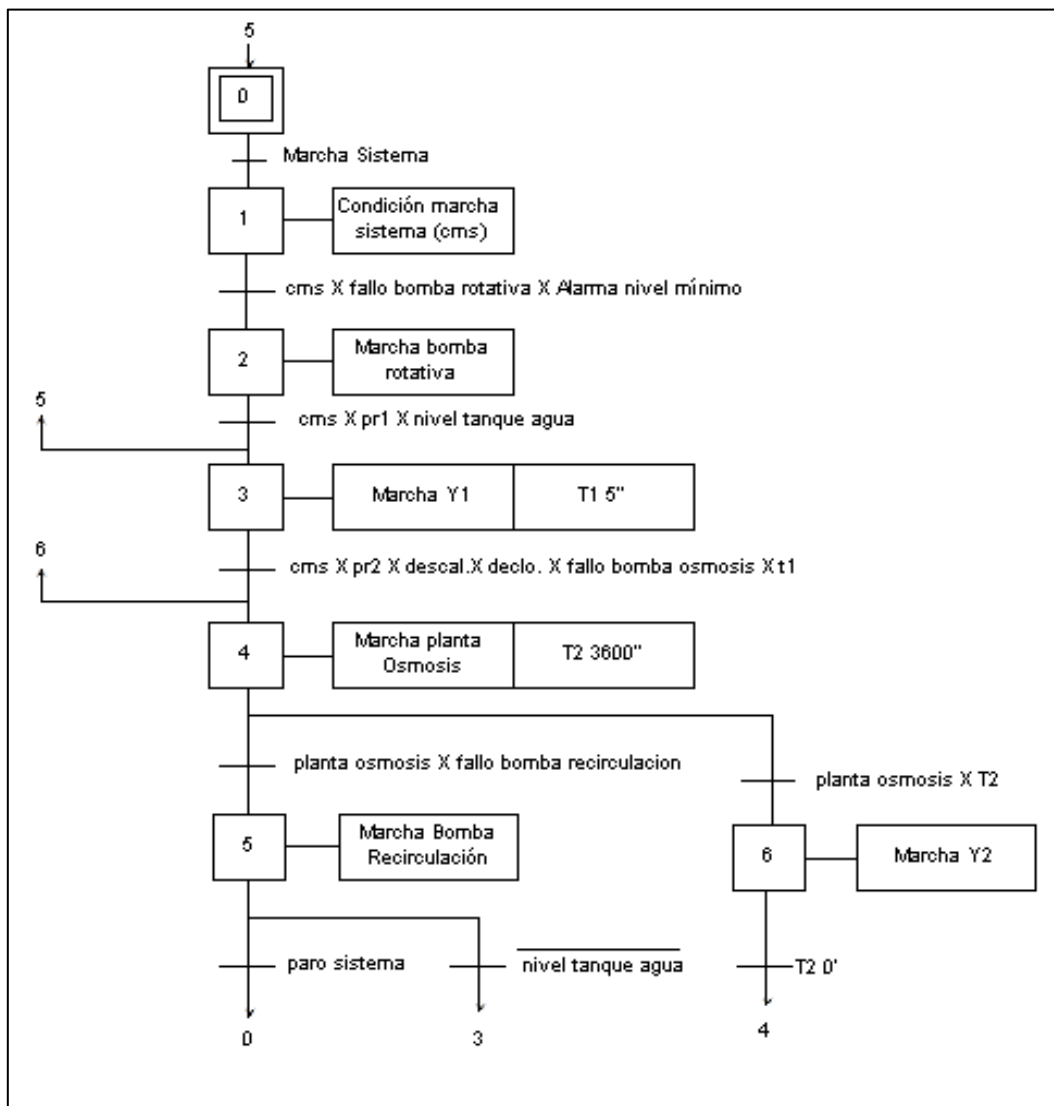 5
0
Marcha Sistema
1
Condición marcha
sistema (cms)
cms X fallo bomba rotativa X Alarma nivel mínimo
2
Marcha bomba
rotativa
5
cms X pr1 X nivel tanque agua
3
Marcha Y1
T1 5"
6
cms X pr2 X descal.X declo. X fallo bomba osmosis X t1
4
Marcha planta
Osmosis
T2 3600"
planta osmosis X fallo bomba recirculacion
planta osmosis X T2
5
Marcha Bomba
Recirculación
6
Marcha Y2
paro sistema
nivel tanque agua
T2 0'
0
3
4